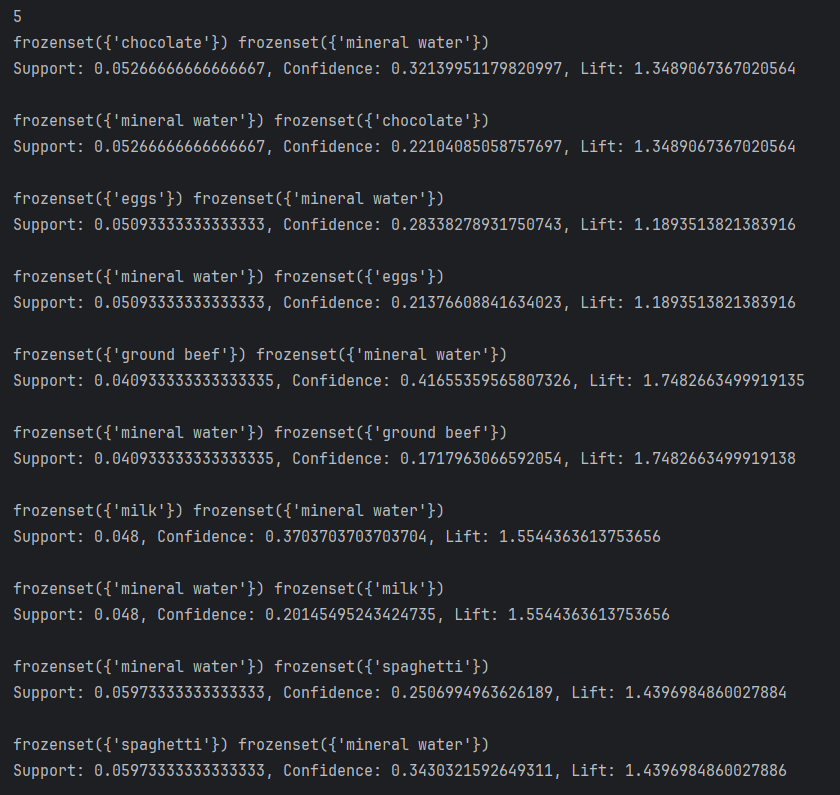 5
frozenset({'chocolate'}) frozenset({'mineral water'})
Support: 0.05266666666666667, Confidence: 0.32139951179820997, Lift: 1.3489067367020564
frozenset({'mineral water'}) frozenset({'chocolate'})
Support: 0.05266666666666667, Confidence: 0.22104085058757697, Lift: 1.3489067367020564
frozenset({'eggs'}) frozenset({'mineral water'})
Support: 0.05093333333333333, Confidence: 0.28338278931750743, Lift: 1.1893513821383916
frozenset({'mineral water'}) frozenset({'eggs'})
Support: 0.05093333333333333, Confidence: 0.21376608841634023, Lift: 1.1893513821383916
frozenset({'ground beef'}) frozenset({'mineral water'})
Support: 0.040933333333333335, Confidence: 0.41655359565807326, Lift: 1.7482663499919135
frozenset({'mineral water'}) frozenset({'ground beef'})
Support: 0.040933333333333335, Confidence: 0.1717963066592054, Lift: 1.7482663499919138
frozenset({'milk'}) frozenset({'mineral water'})
Support: 0.048, Confidence: 0.3703703703703704, Lift: 1.5544363613753656
frozenset({'mineral water'}) frozenset({'milk'})
Support: 0.048, Confidence: 0.20145495243424735, Lift: 1.5544363613753656
frozenset({'mineral water'}) frozenset({'spaghetti'})
Support: 0.05973333333333333, Confidence: 0.2506994963626189, Lift: 1.4396984860027884
frozenset({'spaghetti'}) frozenset({'mineral water'})
Support: 0.05973333333333333, Confidence: 0.3430321592649311, Lift: 1.4396984860027886